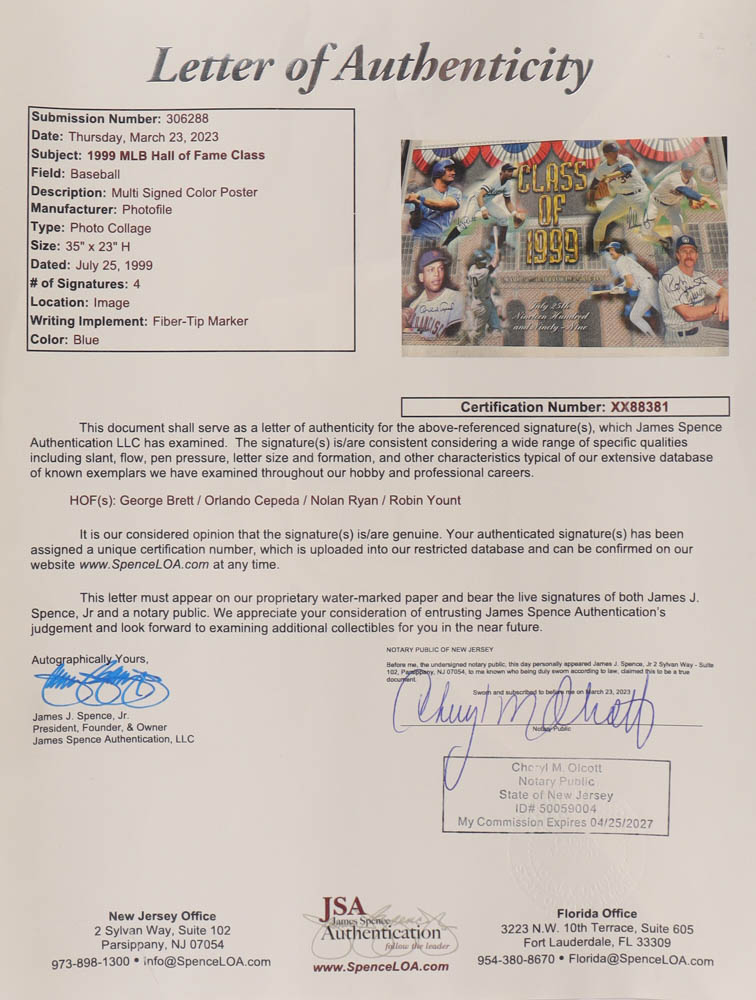 Letter of Authenticity
Submission Number: 306288
Date: Thursday, March 23, 2023
Subject: 1999 MLB Hall of Fame Class
Field: Baseball
Description: Multi Signed Color Poster
Manufacturer: Photofile
Type: Photo Collage
Size: 35" x 23" H
Dated: July 25, 1999
# of Signatures: 4
Location: Image
Writing Implement: Fiber-Tip Marker
Color: Blue
CLASS
OF
1999
July 25th
Nineteen Hundred
and Ninety-Nine
Certification Number: XX88381
This document shall serve as a letter of authenticity for the above-referenced signature(s), which James Spence
Authentication LLC has examined. The signature(s) is/are consistent considering a wide range of specific qualities
including slant, flow, pen pressure, letter size and formation, and other characteristics typical of our extensive database
of known exemplars we have examined throughout our hobby and professional careers.
HOF(s): George Brett / Orlando Cepeda / Nolan Ryan / Robin Yount
It is our considered opinion that the signature(s) is/are genuine. Your authenticated signature(s) has been
assigned a unique certification number, which is uploaded into our restricted database and can be confirmed on our
website www.SpenceLOA.com at any time.
This letter must appear on our proprietary water-marked paper and bear the live signatures of both James J.
Spence, Jr and a notary public. We appreciate your consideration of entrusting James Spence Authentication's
judgement and look forward to examining additional collectibles for you in the near future.
Autographically Yours,
James J. Spence, Jr.
President, Founder, & Owner
James Spence Authentication, LLC
NOTARY PUBLIC OF NEW JERSEY
Before me, the undersigned notary public, this day personally appeared James J. Spence, Jr 2 Sylvan Way - Suite
102, Parsippany, NJ 07054, to me known who being duly sworn according to law, claimed this to be a true
document.
Sworn and subscribed to before me on March 23, 2023
Cheryl M Olcott
Notary Public
Cheryl M. Olcott
Notary Public
State of New Jersey
ID# 50059004
My Commission Expires 04/25/2027
New Jersey Office
2 Sylvan Way, Suite 102
Parsippany, NJ 07054
973-898-1300 • info@SpenceLOA.com
JSA
James Spence
Authentication
follow the leader
www.SpenceLOA.com
Florida Office
3223 N.W. 10th Terrace, Suite 605
Fort Lauderdale, FL 33309
954-380-8670 • Florida@SpenceLOA.com